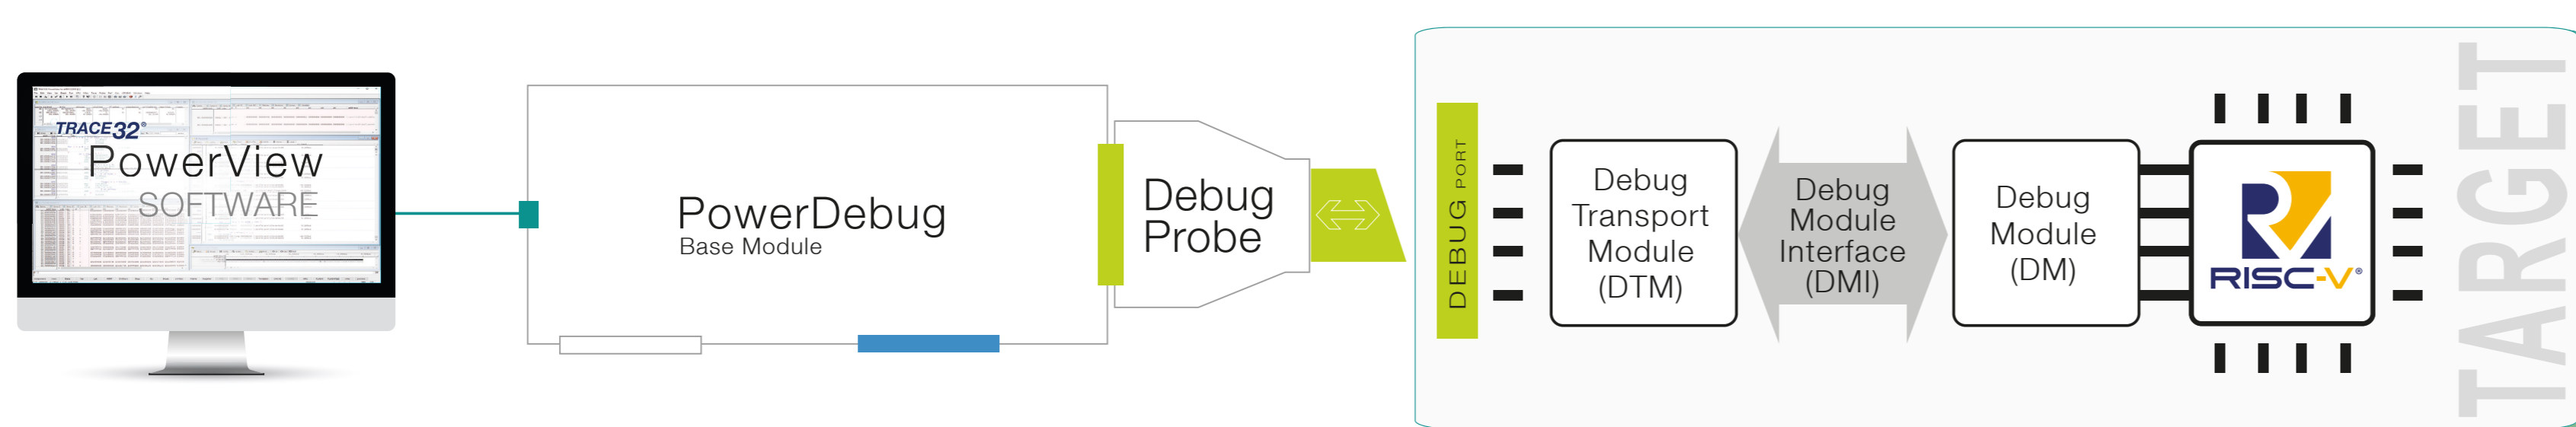 TRACE32®
PowerView
SOFTWARE
PowerDebug
Base Module
Debug
Probe
DEBUG PORT
Debug
Transport
Module
(DTM)
Debug
Module
Interface
(DMI)
Debug
Module
(DM)
RISC-V®
TARGET